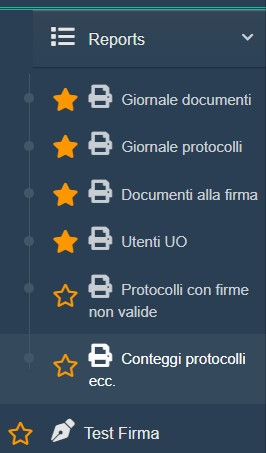 Reports
Giornale documenti
Giornale protocolli
Documenti alla firma
Utenti UO
Protocolli con firme
non valide
Conteggi protocolli
ecc.
Test Firma